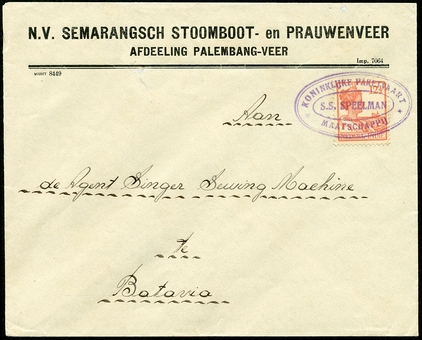 N.V. SEMARANGSCH STOOMBOOT- en PRAUWENVEER
AFDEELING PALEMBANG-VEER
Imp. 7064
8449
KONINKLIJKE PAKETVAART
S.S. SPEELMAN
MAATSCHAPPIJ
Aan
de Agent Singer Sewing Machine
te
Batavia